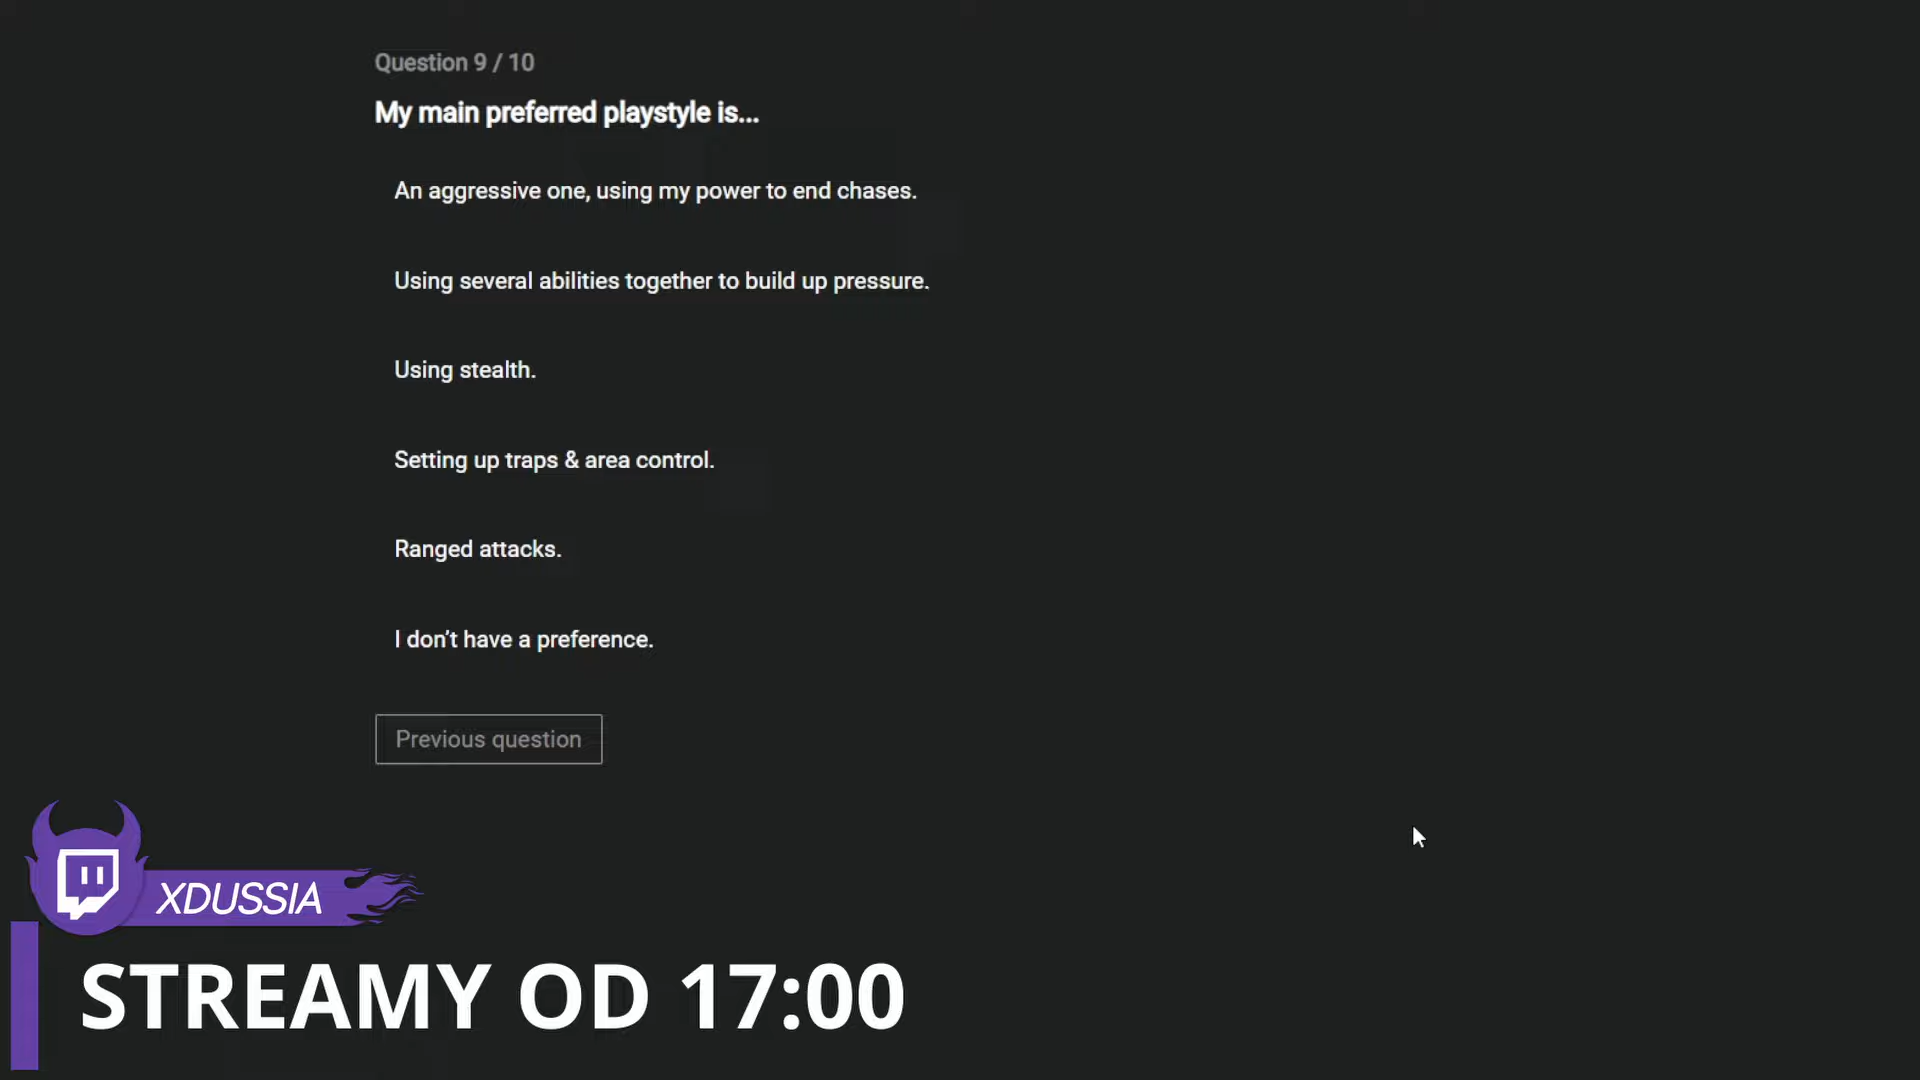 Question 9 / 10
My main preferred playstyle is...
An aggressive one, using my power to end chases.
Using several abilities together to build up pressure.
Using stealth.
Setting up traps & area control.
Ranged attacks.
I don’t have a preference.
Previous question
XDUSSIA
STREAMY OD 17:00